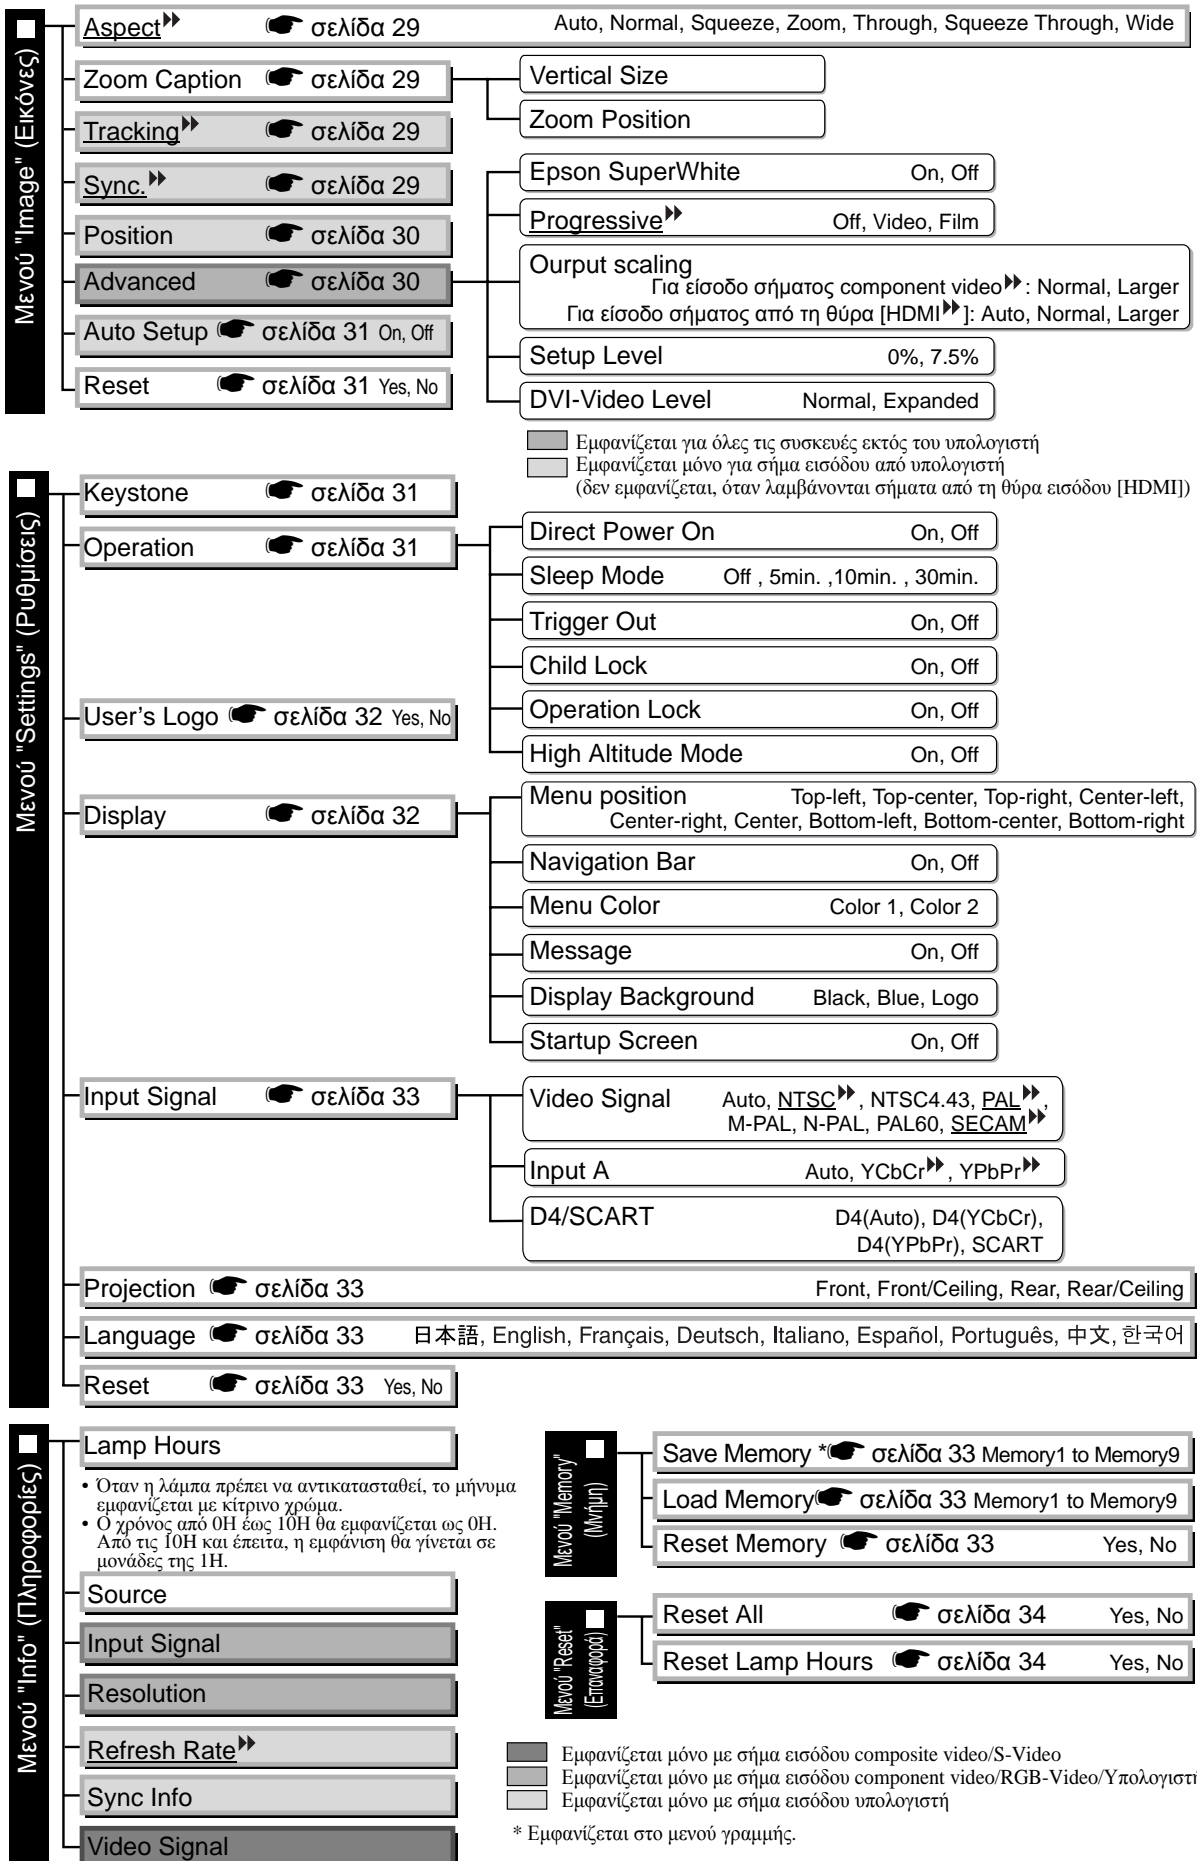 Μενού "Image" (Εικόνες)
Aspect σελίδα 29 Auto, Normal, Squeeze, Zoom, Through, Squeeze Through, Wide
Zoom Caption σελίδα 29
Vertical Size
Zoom Position
Tracking σελίδα 29
Sync. σελίδα 29
Position σελίδα 30
Advanced σελίδα 30
Epson SuperWhite On, Off
Progressive Off, Video, Film
Ourput scaling
Για είσοδο σήματος component video : Normal, Larger
Για είσοδο σήματος από τη θύρα [HDMI ]: Auto, Normal, Larger
Setup Level 0%, 7.5%
DVI-Video Level Normal, Expanded
Auto Setup σελίδα 31 On, Off
Reset σελίδα 31 Yes, No
Εμφανίζεται για όλες τις συσκευές εκτός του υπολογιστή
Εμφανίζεται μόνο για σήμα εισόδου από υπολογιστή
(δεν εμφανίζεται, όταν λαμβάνονται σήματα από τη θύρα εισόδου [HDMI])
Μενού "Settings" (Ρυθμίσεις)
Keystone σελίδα 31
Operation σελίδα 31
Direct Power On On, Off
Sleep Mode Off , 5min. ,10min. , 30min.
Trigger Out On, Off
Child Lock On, Off
Operation Lock On, Off
High Altitude Mode On, Off
User's Logo σελίδα 32 Yes, No
Display σελίδα 32
Menu position Top-left, Top-center, Top-right, Center-left,
Center-right, Center, Bottom-left, Bottom-center, Bottom-right
Navigation Bar On, Off
Menu Color Color 1, Color 2
Message On, Off
Display Background Black, Blue, Logo
Startup Screen On, Off
Input Signal σελίδα 33
Video Signal Auto, NTSC , NTSC4.43, PAL ,
M-PAL, N-PAL, PAL60, SECAM
Input A Auto, YCbCr , YPbPr
D4/SCART D4(Auto), D4(YCbCr),
D4(YPbPr), SCART
Projection σελίδα 33 Front, Front/Ceiling, Rear, Rear/Ceiling
Language σελίδα 33 日本語, English, Français, Deutsch, Italiano, Español, Português, 中文, 한국어
Reset σελίδα 33 Yes, No
Μενού "Info" (Πληροφορίες)
Lamp Hours
• Όταν η λάμπα πρέπει να αντικατασταθεί, το μήνυμα
εμφανίζεται με κίτρινο χρώμα.
• Ο χρόνος από 0H έως 10H θα εμφανίζεται ως 0H.
Από τις 10H και έπειτα, η εμφάνιση θα γίνεται σε
μονάδες της 1H.
Source
Input Signal
Resolution
Refresh Rate
Sync Info
Video Signal
Μενού "Memory"
(Μνήμη)
Save Memory * σελίδα 33 Memory1 to Memory9
Load Memory σελίδα 33 Memory1 to Memory9
Reset Memory σελίδα 33 Yes, No
Μενού "Reset"
(Επαναφορά)
Reset All σελίδα 34 Yes, No
Reset Lamp Hours σελίδα 34 Yes, No
Εμφανίζεται μόνο με σήμα εισόδου composite video/S-Video
Εμφανίζεται μόνο με σήμα εισόδου component video/RGB-Video/Υπολογιστή
Εμφανίζεται μόνο με σήμα εισόδου υπολογιστή
* Εμφανίζεται στο μενού γραμμής.